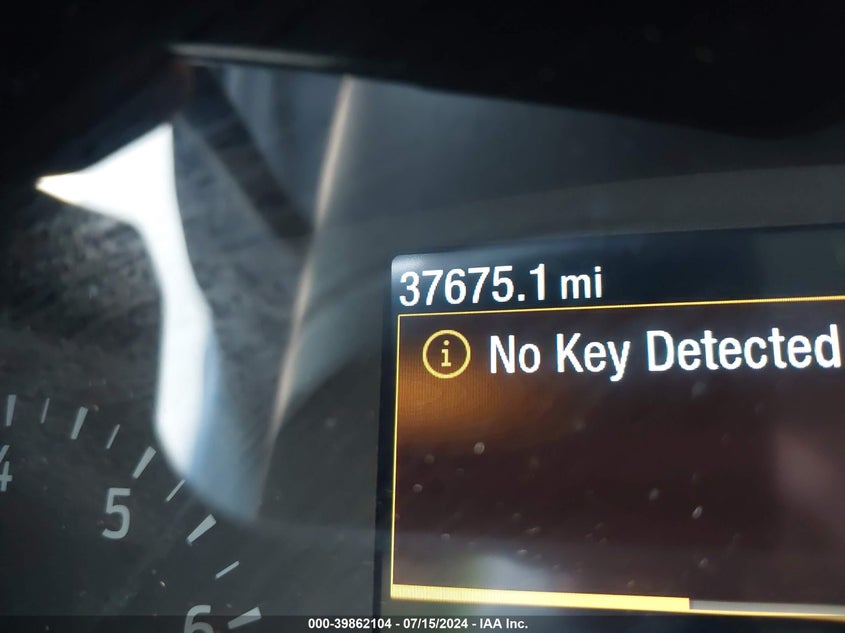 37675.1 mi
i No Key Detected
4
5
6
000-39862104 - 07/15/2024 - IAA Inc.